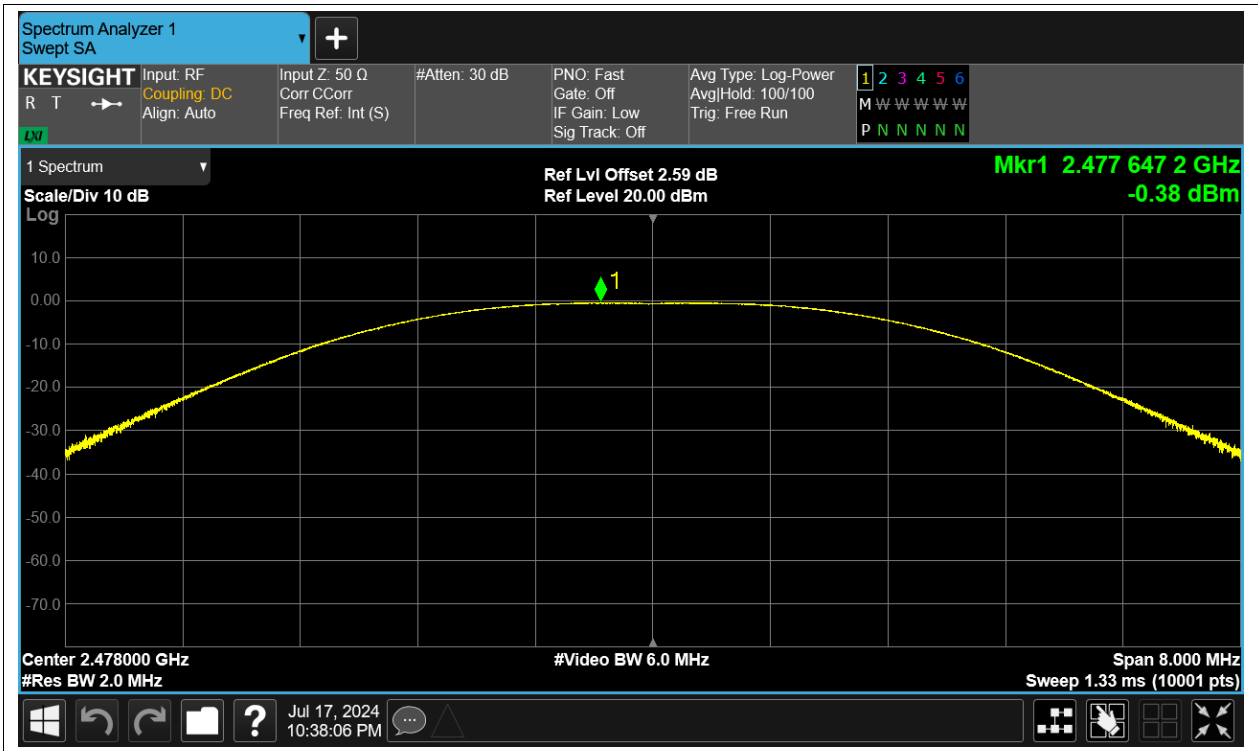 Spectrum Analyzer 1
Swept SA
KEYSIGHT
R T
LXI
Input: RF
Coupling: DC
Align: Auto
Input Z: 50 Ω
Corr CCorr
Freq Ref: Int (S)
#Atten: 30 dB
PNO: Fast
Gate: Off
IF Gain: Low
Sig Track: Off
Avg Type: Log-Power
Avg|Hold: 100/100
Trig: Free Run
1 2 3 4 5 6
M W W W W W
P N N N N N
1 Spectrum
Scale/Div 10 dB
Log
Ref Lvl Offset 2.59 dB
Ref Level 20.00 dBm
Mkr1 2.477 647 2 GHz
-0.38 dBm
1
10.0
0.00
-10.0
-20.0
-30.0
-40.0
-50.0
-60.0
-70.0
Center 2.478000 GHz
#Res BW 2.0 MHz
#Video BW 6.0 MHz
Span 8.000 MHz
Sweep 1.33 ms (10001 pts)
?
Jul 17, 2024
10:38:06 PM